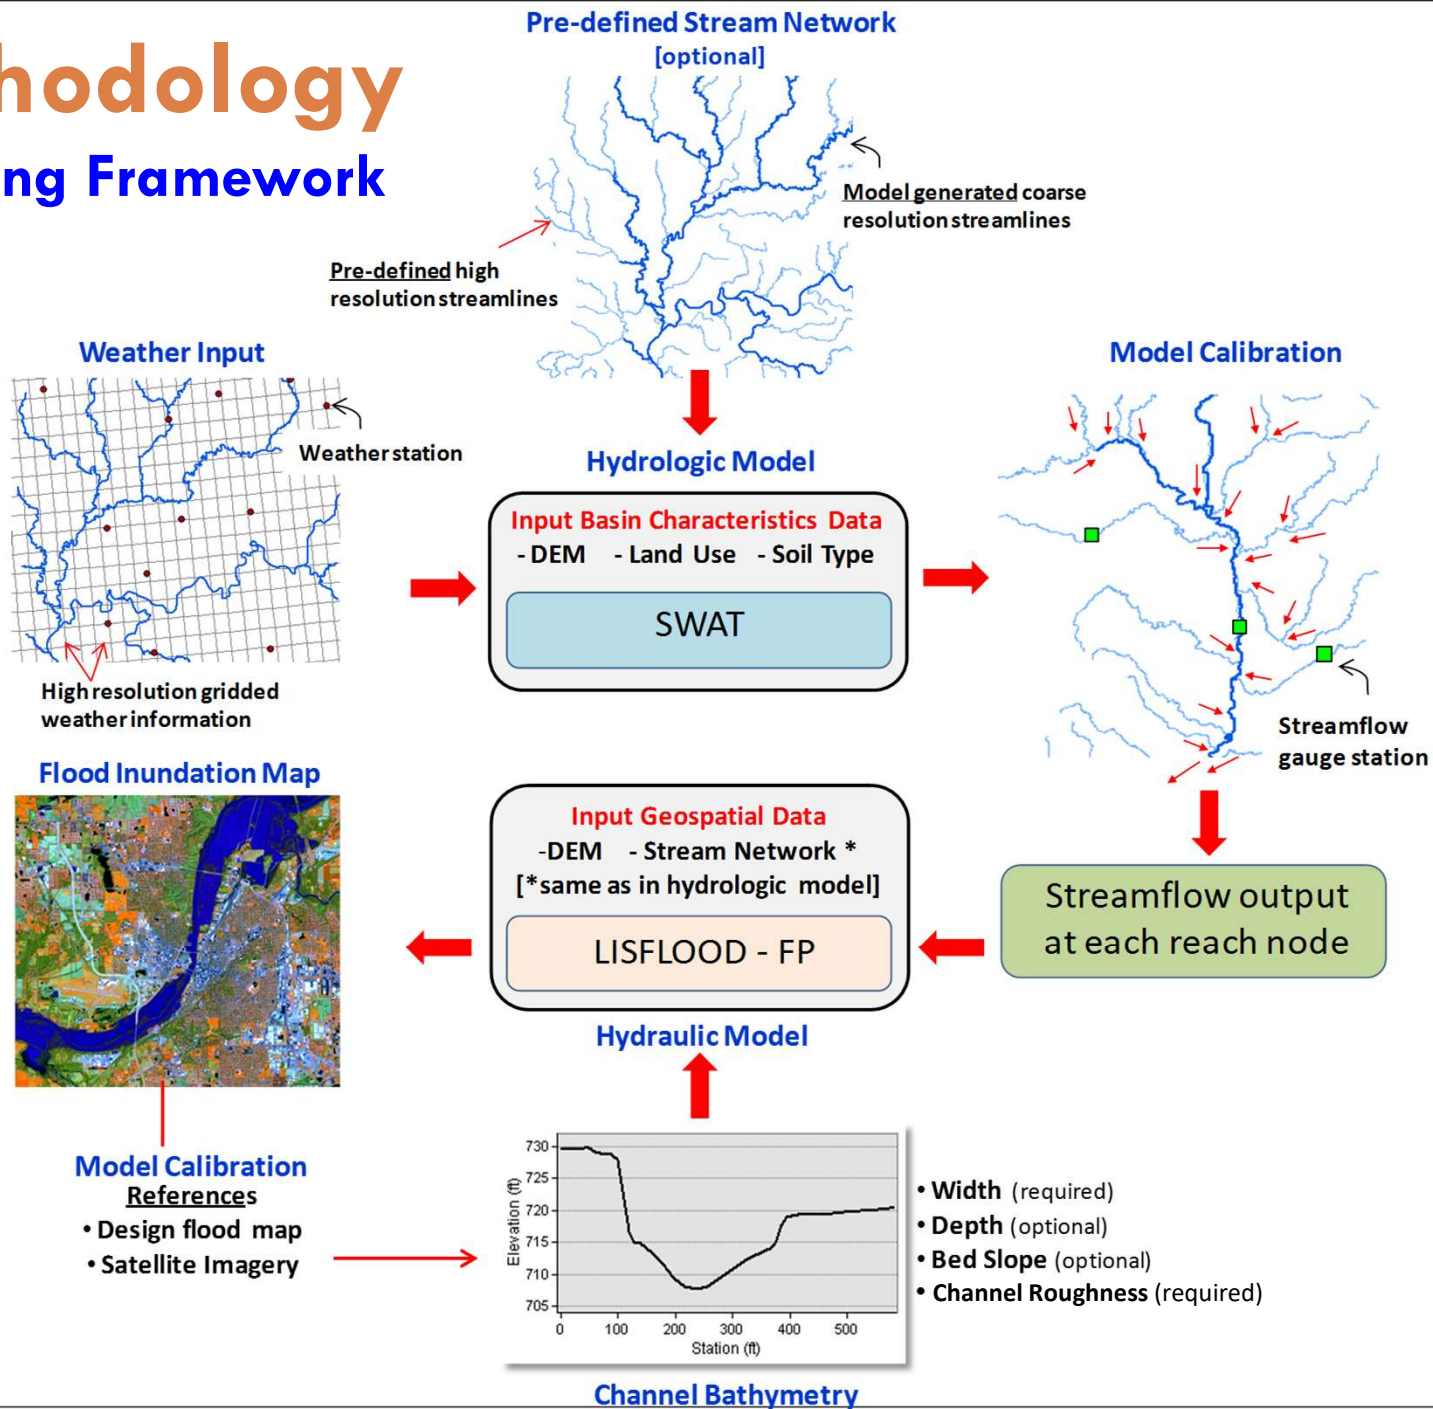 hodology
ng Framework
Pre-defined Stream Network
[optional]
Model generated coarse
resolution streamlines
Pre-defined high
resolution streamlines
Weather Input
Weather station
High resolution gridded
weather information
Hydrologic Model
Input Basin Characteristics Data
- DEM - Land Use - Soil Type
SWAT
Model Calibration
Streamflow
gauge station
Streamflow output
at each reach node
Input Geospatial Data
-DEM - Stream Network *
[*same as in hydrologic model]
LISFLOOD - FP
Hydraulic Model
Flood Inundation Map
Model Calibration
References
• Design flood map
• Satellite Imagery
730
725
720
715
710
705
Elevation (ft)
0 100 200 300 400 500
Station (ft)
Channel Bathymetry
• Width (required)
• Depth (optional)
• Bed Slope (optional)
• Channel Roughness (required)